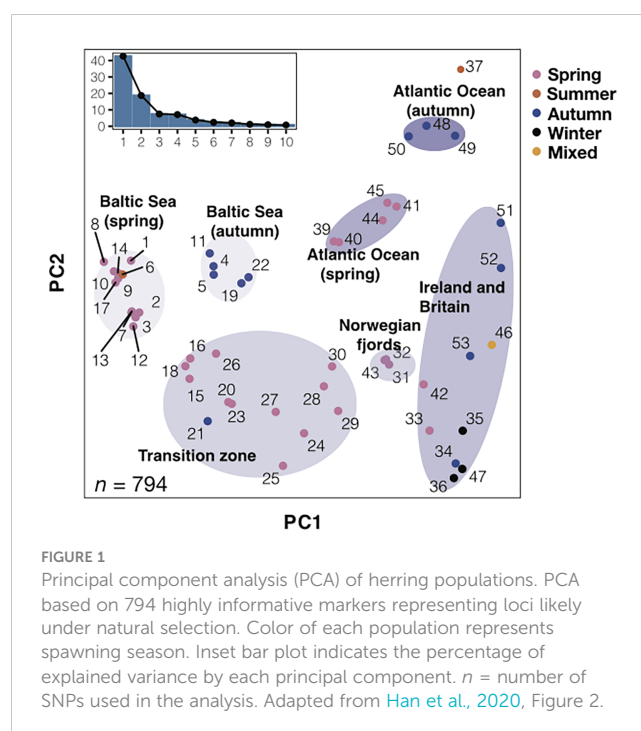 40
30
20
10
0
1 2 3 4 5 6 7 8 9 10
37
Spring
Summer
Autumn
Winter
Mixed
Atlantic Ocean
(autumn)
48
50 49
Baltic Sea
(spring)
8 14 1
6
10 9
17 2
3
7
13 12
Baltic Sea
(autumn)
11
4
22
5
19
45
41
44
39
40
Atlantic Ocean
(spring)
51
52
Ireland and
Britain
46
53
42
33 35
34
47
36
Norwegian
fjords
32
43 31
16
26 30
18
15 20 28
23 27
29
21
24
Transition zone
25
n = 794
PC2
PC1
FIGURE 1
Principal component analysis (PCA) of herring populations. PCA
based on 794 highly informative markers representing loci likely
under natural selection. Color of each population represents
spawning season. Inset bar plot indicates the percentage of
explained variance by each principal component. n = number of
SNPs used in the analysis. Adapted from Han et al., 2020, Figure 2.